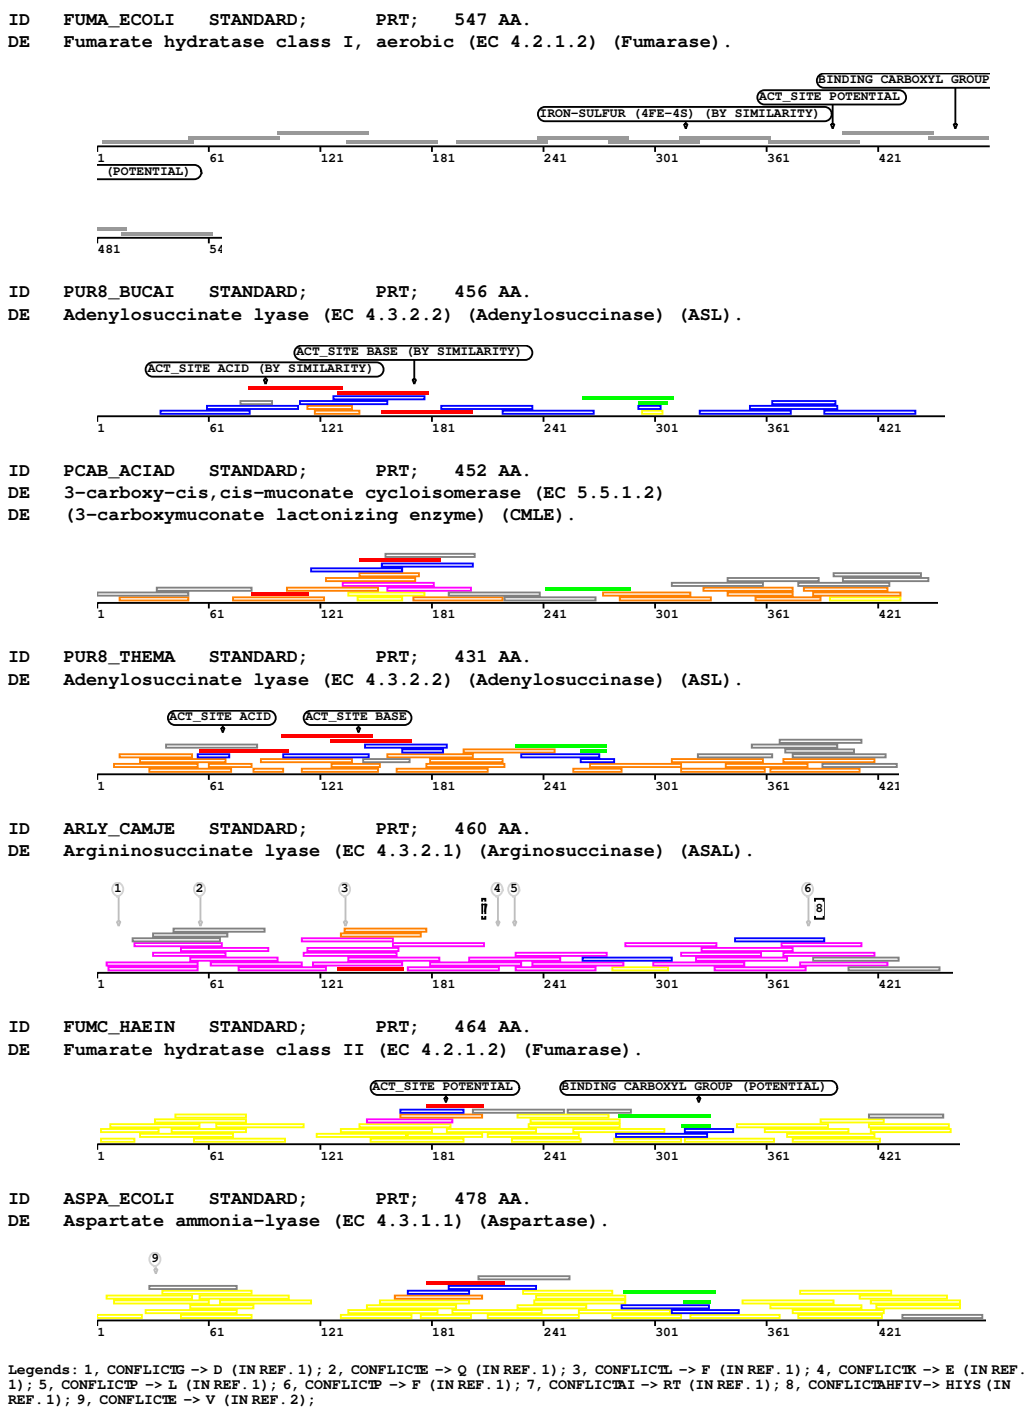 ID FUMA_ECOLI STANDARD; PRT; 547 AA.
DE Fumarate hydratase class I, aerobic (EC 4.2.1.2) (Fumarase).
BINDING CARBOXYL GROUP
ACT_SITE POTENTIAL
IRON-SULFUR (4FE-4S) (BY SIMILARITY)
1 61 121 181 241 301 361 421
(POTENTIAL)
481 54
ID PUR8_BUCAI STANDARD; PRT; 456 AA.
DE Adenylosuccinate lyase (EC 4.3.2.2) (Adenylosuccinase) (ASL).
ACT_SITE BASE (BY SIMILARITY)
ACT_SITE ACID (BY SIMILARITY)
1 61 121 181 241 301 361 421
ID PCAB_ACIAD STANDARD; PRT; 452 AA.
DE 3-carboxy-cis,cis-muconate cycloisomerase (EC 5.5.1.2)
DE (3-carboxymuconate lactonizing enzyme) (CMLE).
1 61 121 181 241 301 361 421
ID PUR8_THEMA STANDARD; PRT; 431 AA.
DE Adenylosuccinate lyase (EC 4.3.2.2) (Adenylosuccinase) (ASL).
ACT_SITE ACID ACT_SITE BASE
1 61 121 181 241 301 361 421
ID ARLY_CAMJE STANDARD; PRT; 460 AA.
DE Argininosuccinate lyase (EC 4.3.2.1) (Arginosuccinase) (ASAL).
1 2 3 4 5 6
7 8
1 61 121 181 241 301 361 421
ID FUMC_HAEIN STANDARD; PRT; 464 AA.
DE Fumarate hydratase class II (EC 4.2.1.2) (Fumarase).
ACT_SITE POTENTIAL BINDING CARBOXYL GROUP (POTENTIAL)
1 61 121 181 241 301 361 421
ID ASPA_ECOLI STANDARD; PRT; 478 AA.
DE Aspartate ammonia-lyase (EC 4.3.1.1) (Aspartase).
9
1 61 121 181 241 301 361 421
Legends: 1, CONFLICTG -> D (IN REF. 1); 2, CONFLICTE -> Q (IN REF. 1); 3, CONFLICTL -> F (IN REF. 1); 4, CONFLICTK -> E (IN REF.
1); 5, CONFLICTP -> L (IN REF. 1); 6, CONFLICTP -> F (IN REF. 1); 7, CONFLICTAI -> RT (IN REF. 1); 8, CONFLICTAHFIV-> HIYS (IN
REF. 1); 9, CONFLICTE -> V (IN REF. 2);